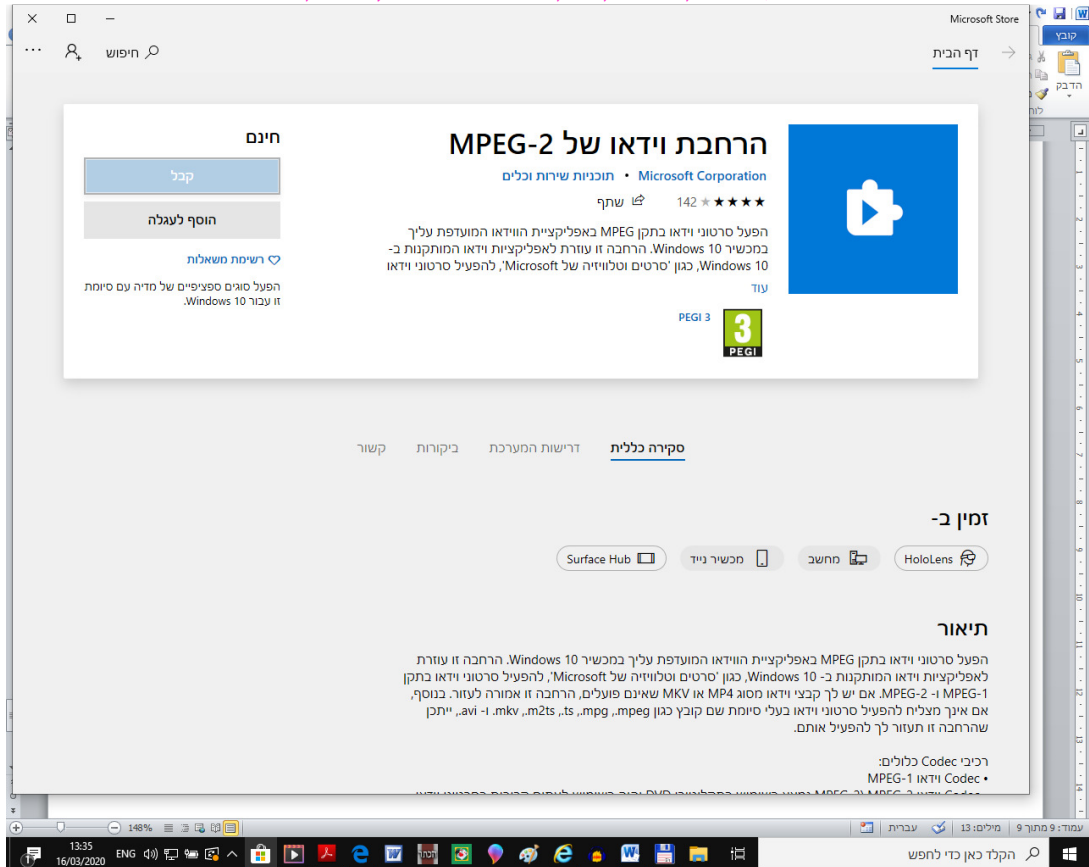 Microsoft Store
דף הבית
חיפוש
קובץ
הדבק
הרחבת וידאו של MPEG-2
Microsoft Corporation • תוכניות שירות וכלים
★★★★★ 142 שתף
הפעל סרטוני וידאו בתקן MPEG באפליקציית הווידאו המועדפת עליך
במכשיר Windows 10. הרחבה זו עוזרת לאפליקציות וידאו המותקנות ב-
Windows 10, כגון 'סרטים וטלוויזיה של Microsoft', להפעיל סרטוני וידאו
עוד
3
PEGI
PEGI 3
חינם
קבל
הוסף לעגלה
רשימת משאלות
הפעל סוגים ספציפיים של מדיה עם סיומת
זו עבור Windows 10.
סקירה כללית
דרישות המערכת
ביקורות
קשור
זמין ב-
HoloLens
מחשב
מכשיר נייד
Surface Hub
תיאור
הפעל סרטוני וידאו בתקן MPEG באפליקציית הווידאו המועדפת עליך במכשיר Windows 10. הרחבה זו עוזרת
לאפליקציות וידאו המותקנות ב- Windows 10, כגון 'סרטים וטלוויזיה של Microsoft', להפעיל סרטוני וידאו בתקן
MPEG-1 ו- MPEG-2. אם יש לך קבצי וידאו מסוג MP4 או MKV שאינם פועלים, הרחבה זו אמורה לעזור. בנוסף,
אם אינך מצליח להפעיל סרטוני וידאו בעלי סיומת שם קובץ כגון mpeg,. mpg,. ts,. m2ts,. mkv. ו- avi,. ייתכן
שהרחבה זו תעזור לך להפעיל אותם.
רכיבי Codec כלולים:
• Codec וידאו MPEG-1
עמוד: 9 מתוך 9
מילים: 13
עברית
148%
הקלד כאן כדי לחפש
ENG
13:35
16/03/2020